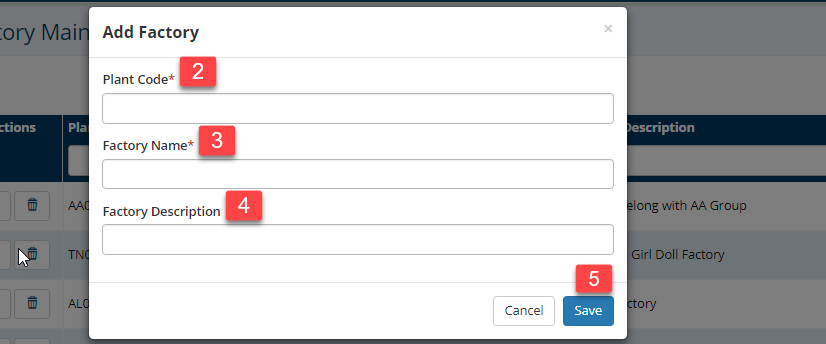 tory Main
Add Factory
×
Plant Code* 2
ctions
Pla
Description
Factory Name* 3
AA0
elong with AA Group
Factory Description 4
TN0
Girl Doll Factory
5
AL0
ctory
Cancel
Save